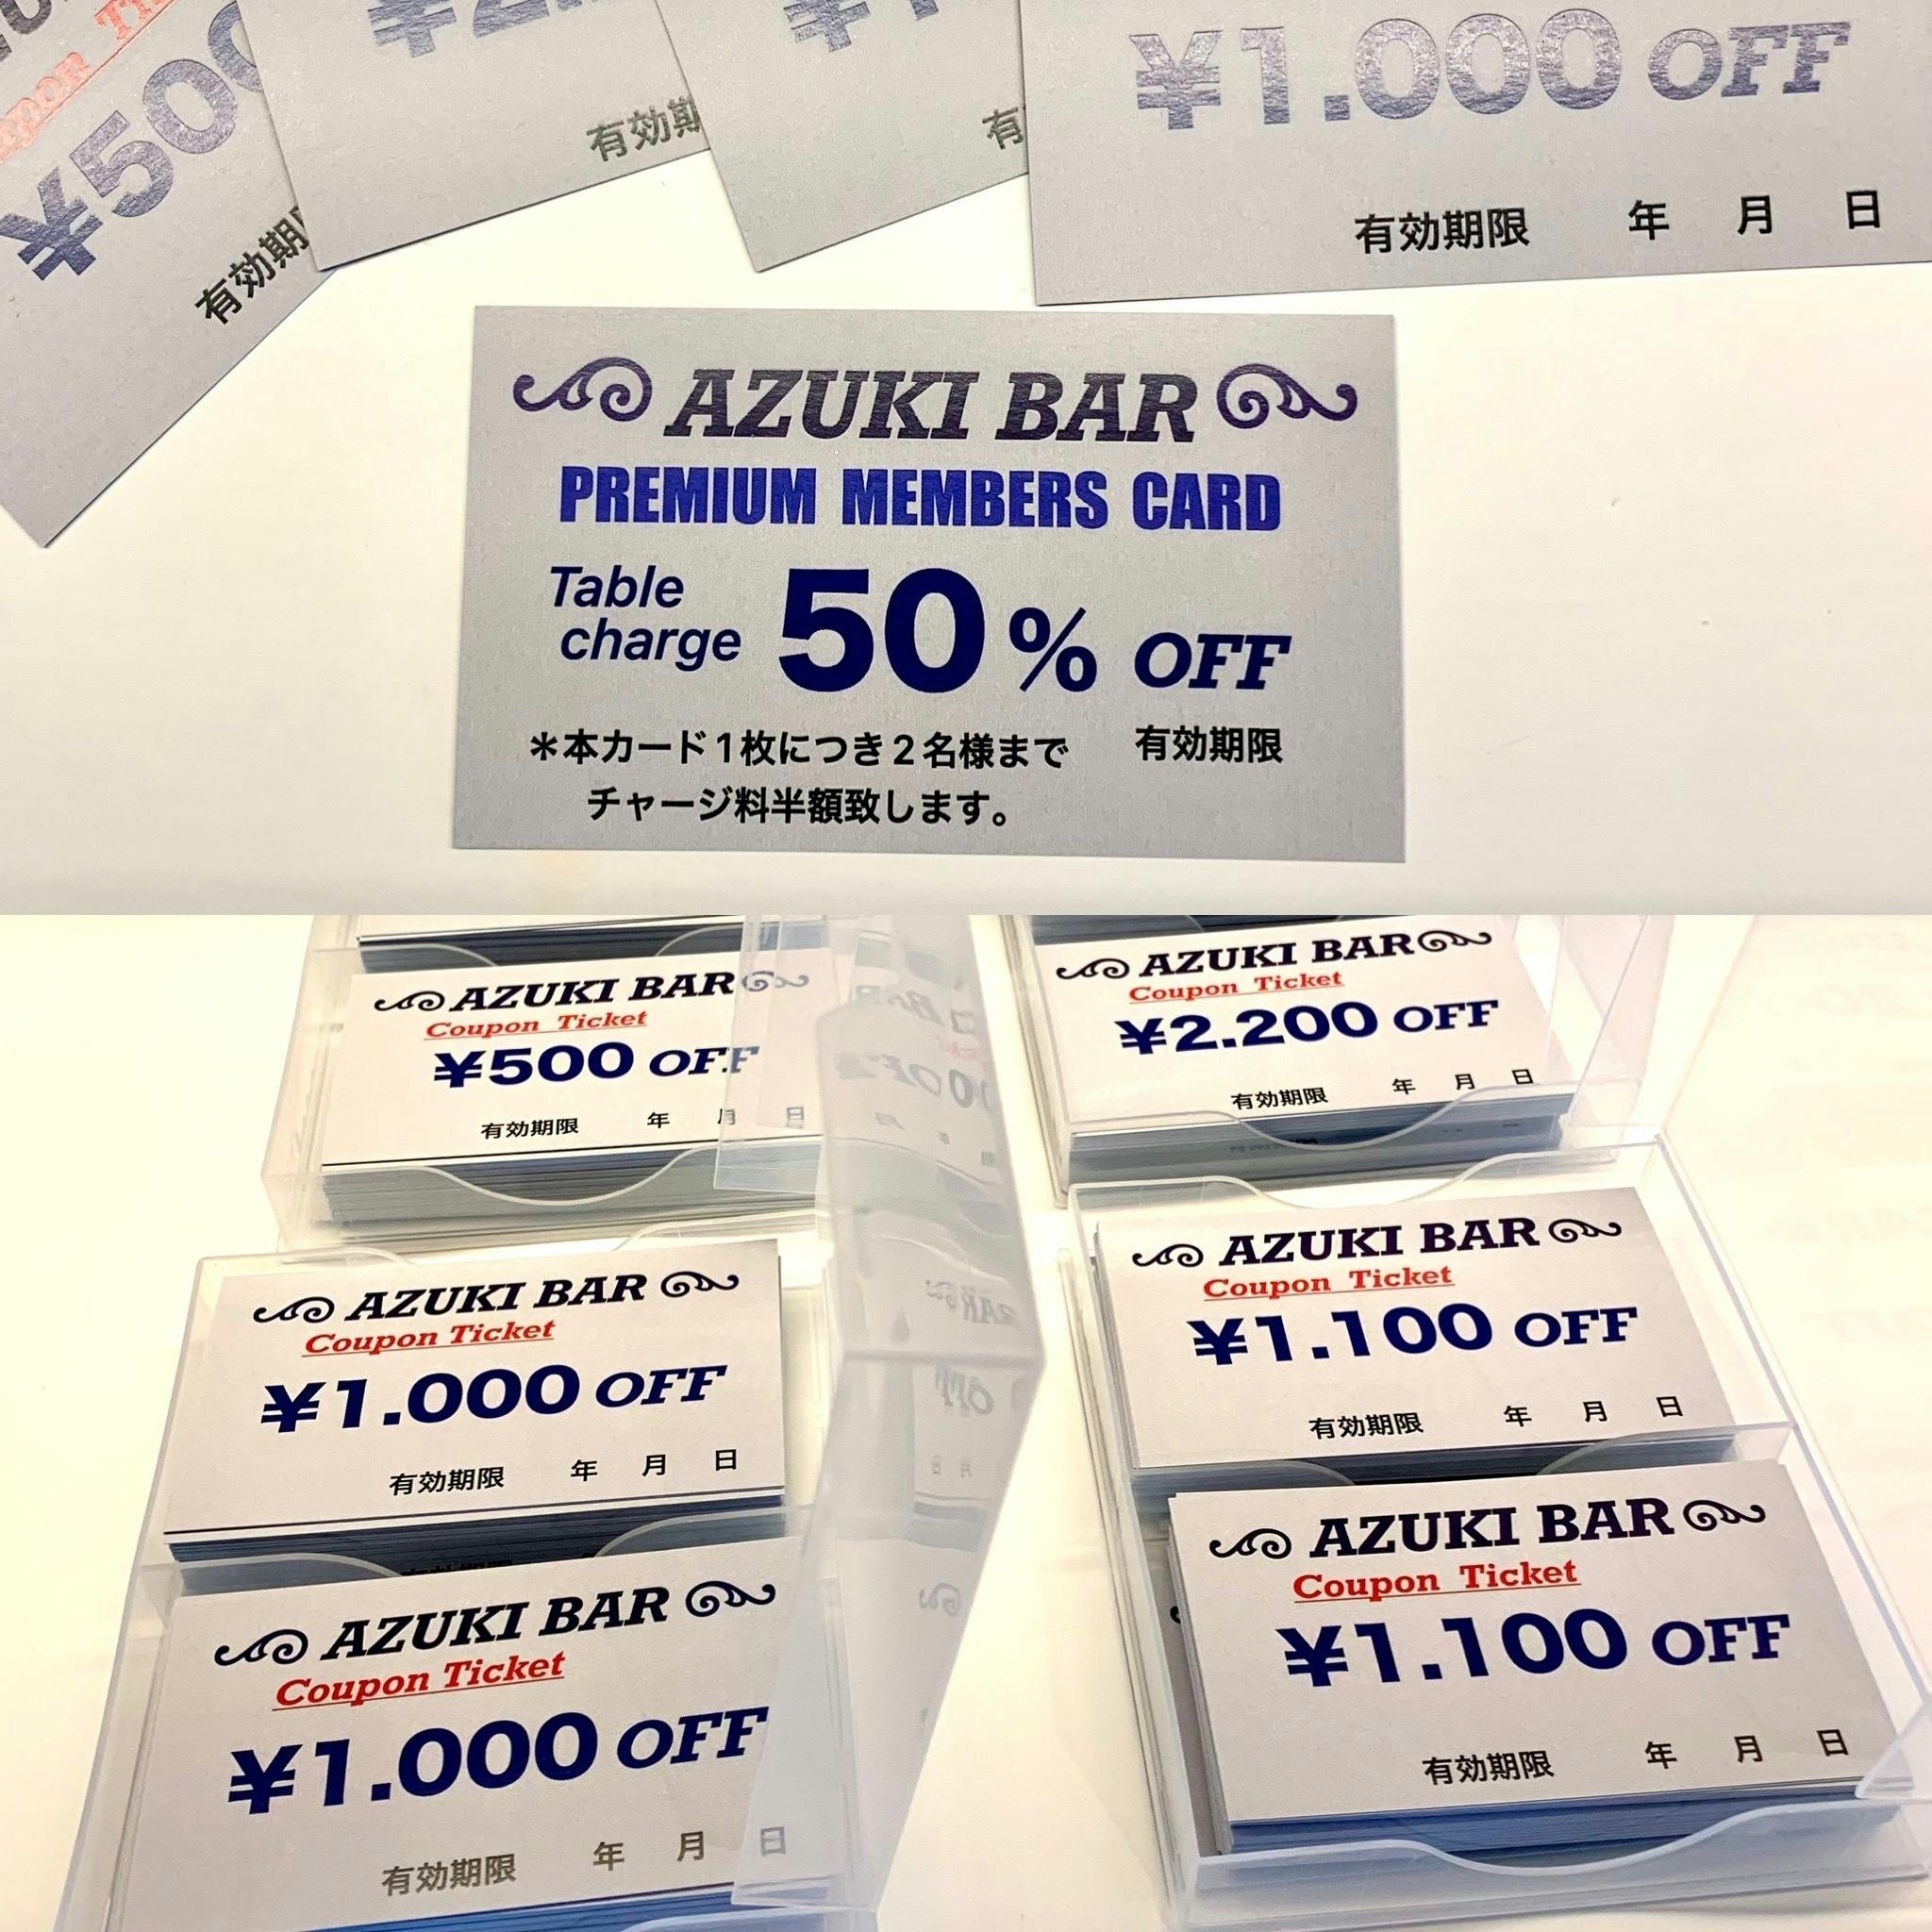 ¥500
有効期
有効期
¥1.000 OFF
有効期限 年 月 日
AZUKI BAR
PREMIUM MEMBERS CARD
Table
charge
50% OFF
*本カード1枚につき2名様まで 有効期限
チャージ料半額致します。
AZUKI BAR
Coupon Ticket
¥500 OFF
有効期限 年 月 日
AZUKI BAR
Coupon Ticket
¥2.200 OFF
有効期限 年 月 日
AZUKI BAR
Coupon Ticket
¥1.000 OFF
有効期限 年 月 日
AZUKI BAR
Coupon Ticket
¥1.100 OFF
有効期限 年 月 日
AZUKI BAR
Coupon Ticket
¥1.000 OFF
有効期限 年 月 日
AZUKI BAR
Coupon Ticket
¥1.100 OFF
有効期限 年 月 日